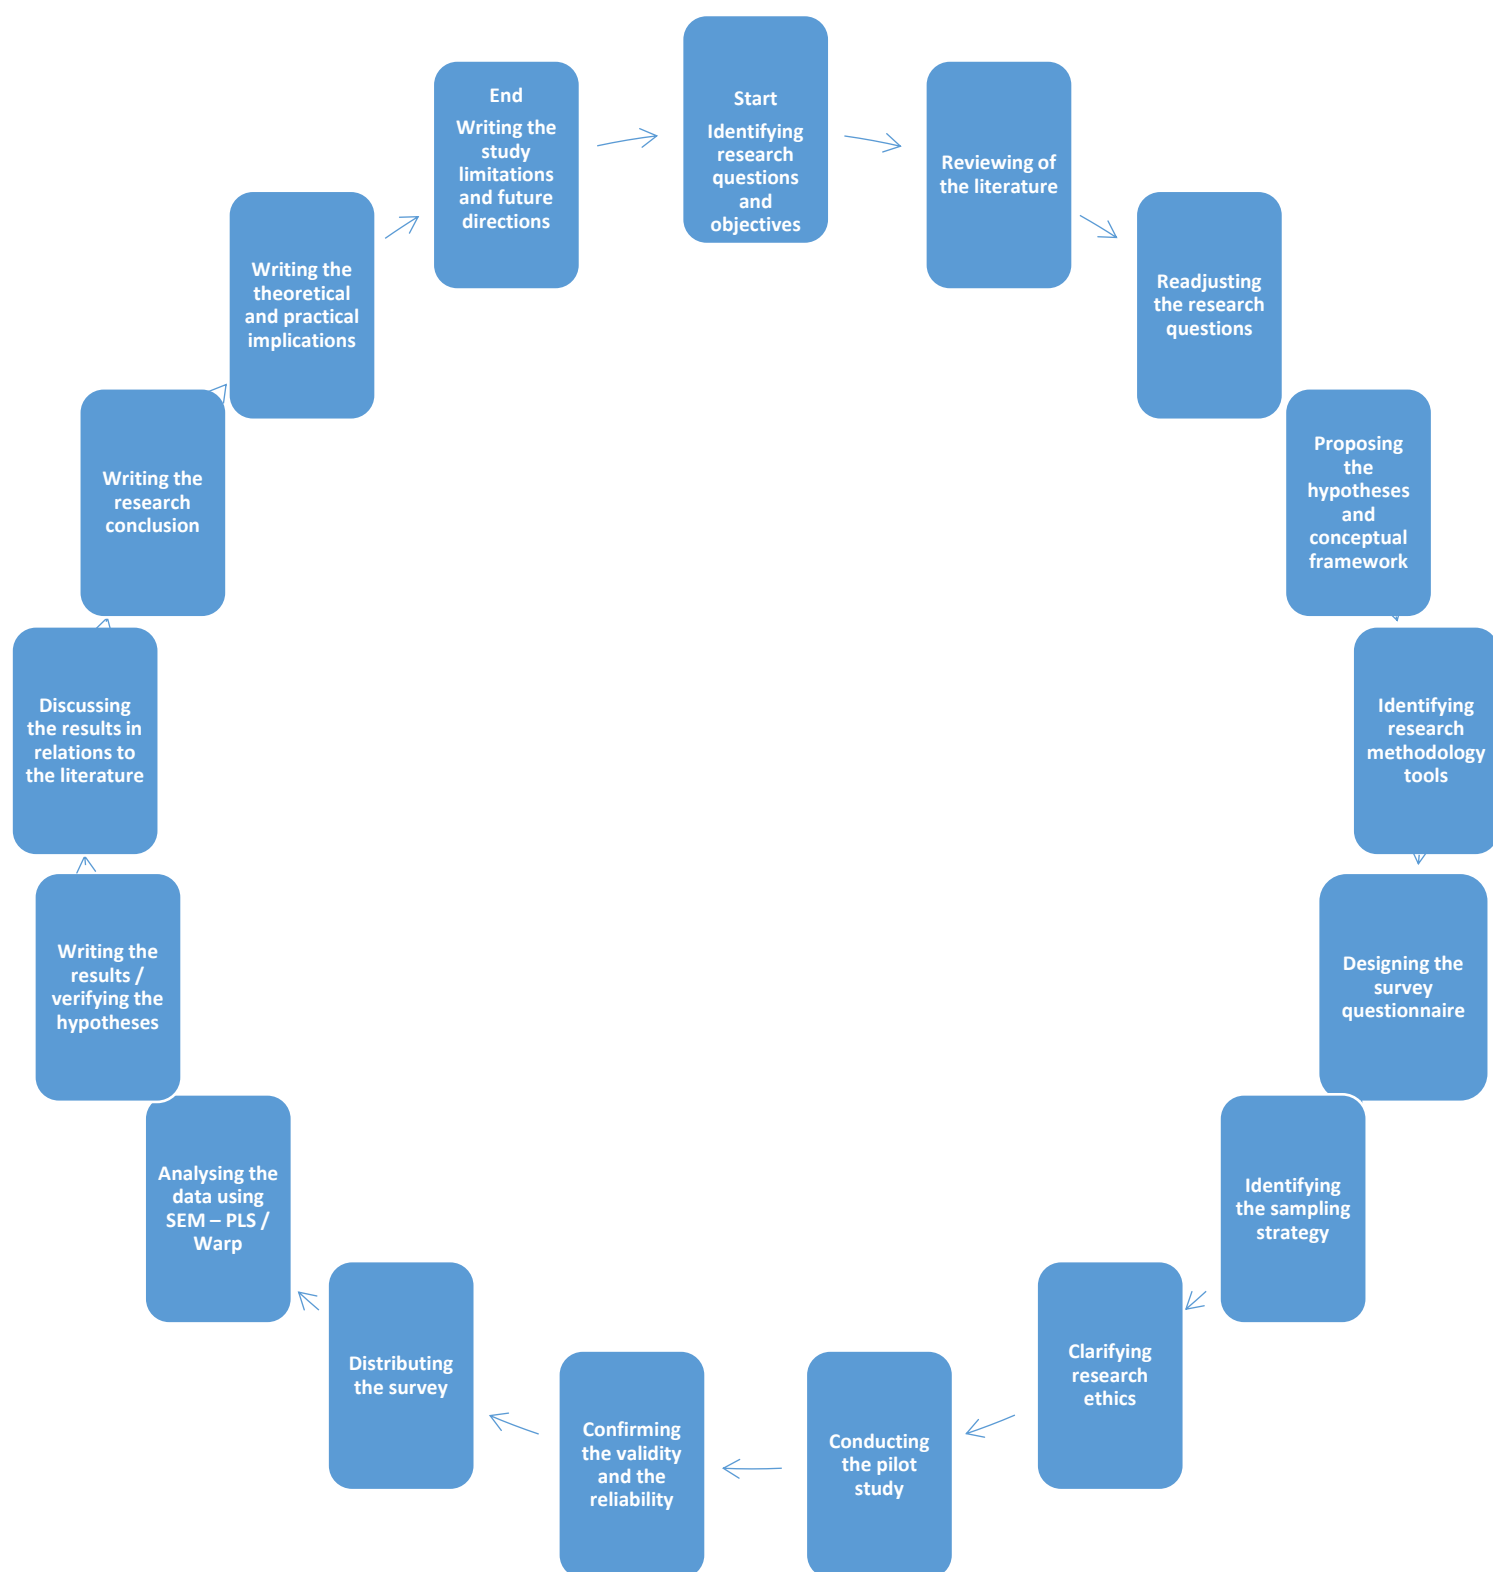 Start
Identifying
research
questions
and
objectives
Reviewing of
the literature
Readjusting
the research
questions
Proposing
the
hypotheses
and
conceptual
framework
Identifying
research
methodology
tools
Designing the
survey
questionnaire
Identifying
the sampling
strategy
Clarifying
research
ethics
Conducting
the pilot
study
Confirming
the validity
and the
reliability
Distributing
the survey
Analysing the
data using
SEM – PLS /
Warp
Writing the
results /
verifying the
hypotheses
Discussing
the results in
relations to
the literature
Writing the
research
conclusion
Writing the
theoretical
and practical
implications
End
Writing the
study
limitations
and future
directions